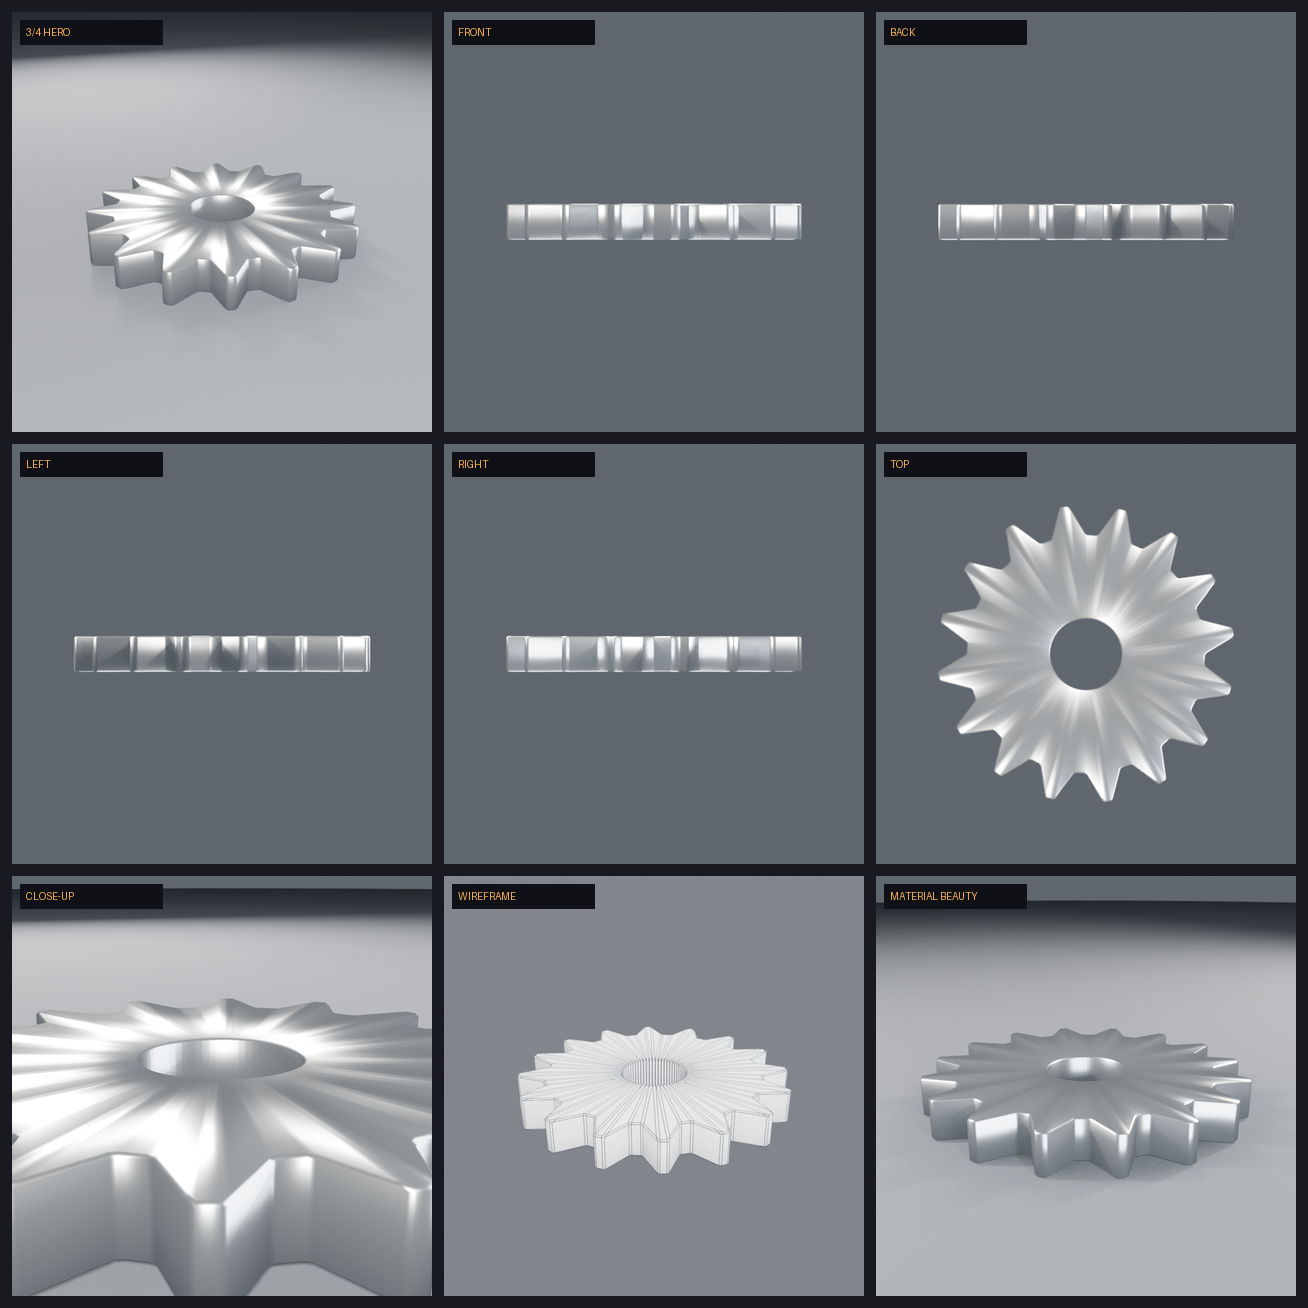 3/4 HERO
FRONT
BACK
LEFT
RIGHT
TOP
CLOSE-UP
WIREFRAME
MATERIAL BEAUTY